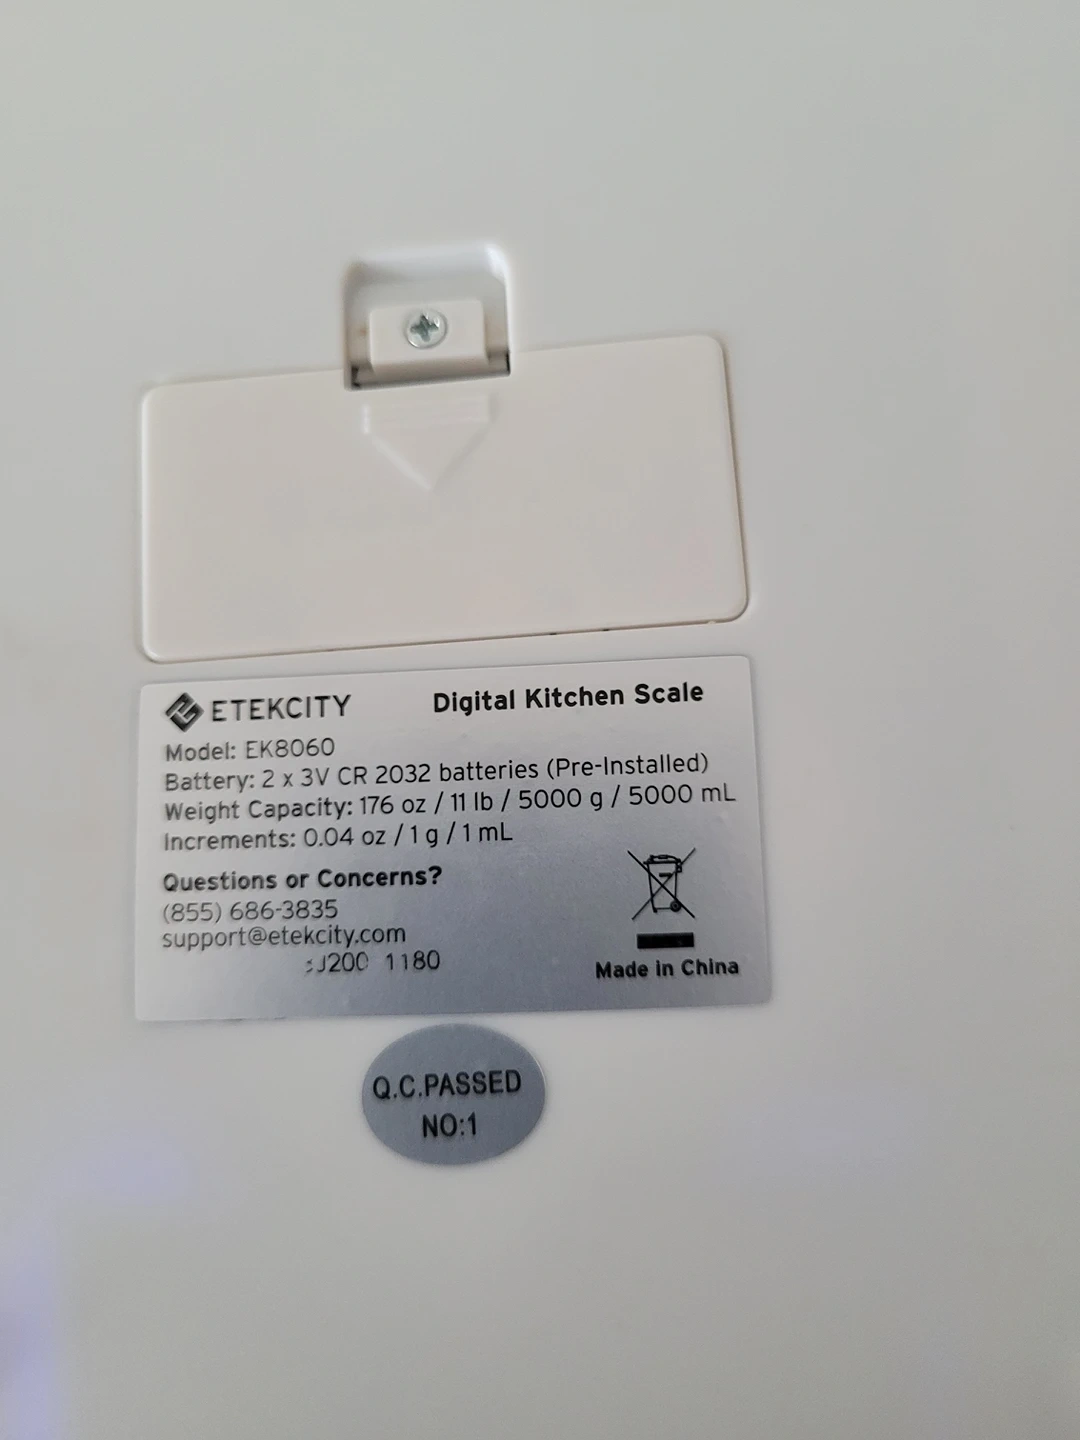 ETEKCITY Digital Kitchen Scale
Model: EK8060
Battery: 2 x 3V CR 2032 batteries (Pre-Installed)
Weight Capacity: 176 oz / 11 lb / 5000 g / 5000 mL
Increments: 0.04 oz / 1 g / 1 mL
Questions or Concerns?
(855) 686-3835
support@etekcity.com
1180
Made in China
Q.C.PASSED
NO:1